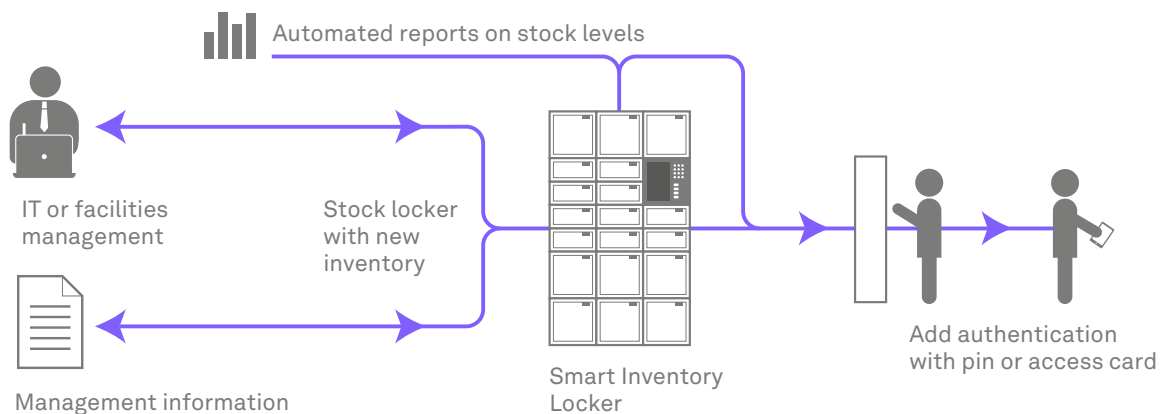 Automated reports on stock levels
IT or facilities
management
Stock locker
with new
inventory
Management information
Smart Inventory
Locker
Add authentication
with pin or access card